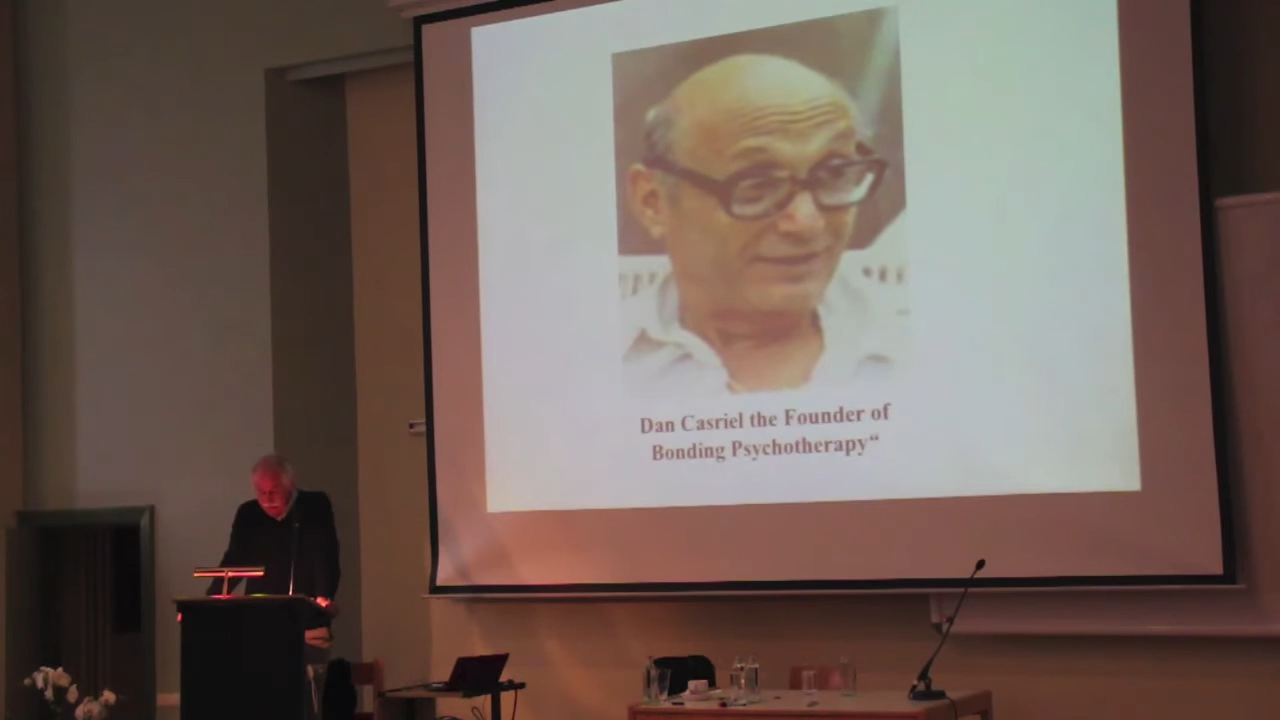 Dan Casriel the Founder of
Bonding Psychotherapy“